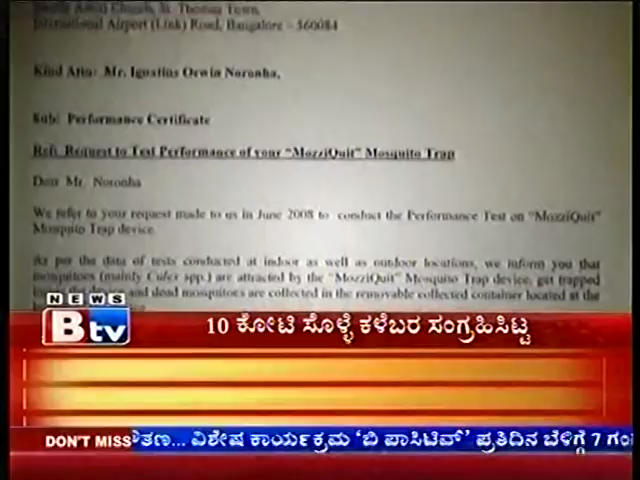 International Airport (Link) Road, Bangalore - 560084
Kind Attn: Mr. Ignatius Orwin Noronha,
Sub: Performance Certificate
Ref: Request to Test Performance of your "MozziQuit" Mosquito Trap
Dear Mr. Noronha
We refer to your request made to us in June 2008 to conduct the Performance Test on "MozziQuit"
Mosquito Trap device.
As per the data of tests conducted at indoor as well as outdoor locations, we inform you that
mosquitoes (mainly Culex spp.) are attracted by the "MozziQuit" Mosquito Trap device, get trapped
and dead mosquitoes are collected in the removable collected container located at the
NEWS
Btv
10 ಕೋಟಿ ಸೊಳ್ಳೆ ಕಳೆಬರ ಸಂಗ್ರಹಿಸಿಟ್ಟ
DON'T MISS ತಣ... ವಿಶೇಷ ಕಾರ್ಯಕ್ರಮ 'ಬಿ ಪಾಸಿಟಿವ್' ಪ್ರತಿದಿನ ಬೆಳಿಗ್ಗೆ 7 ಗಂ